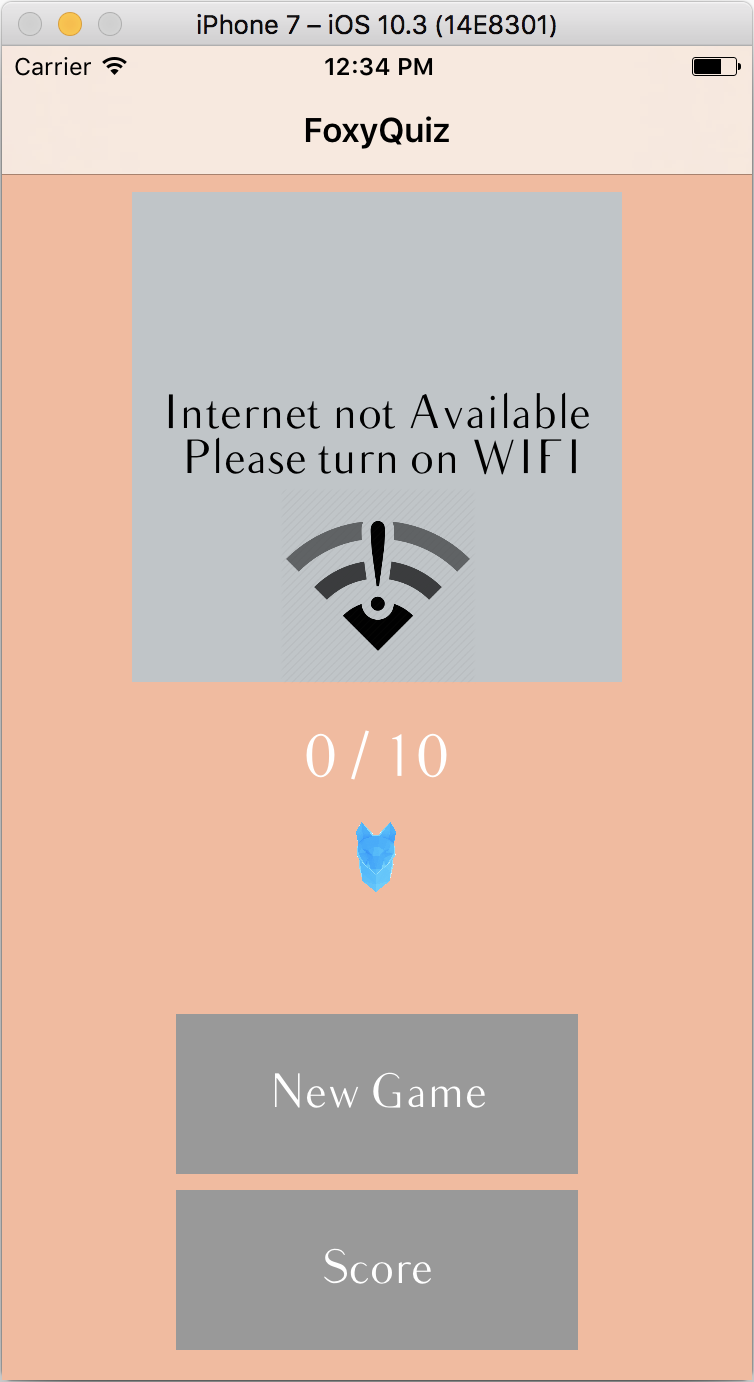 iPhone 7 – iOS 10.3 (14E8301)
Carrier 12:34 PM
FoxyQuiz
Internet not Available
Please turn on WIFI
0 / 10
New Game
Score